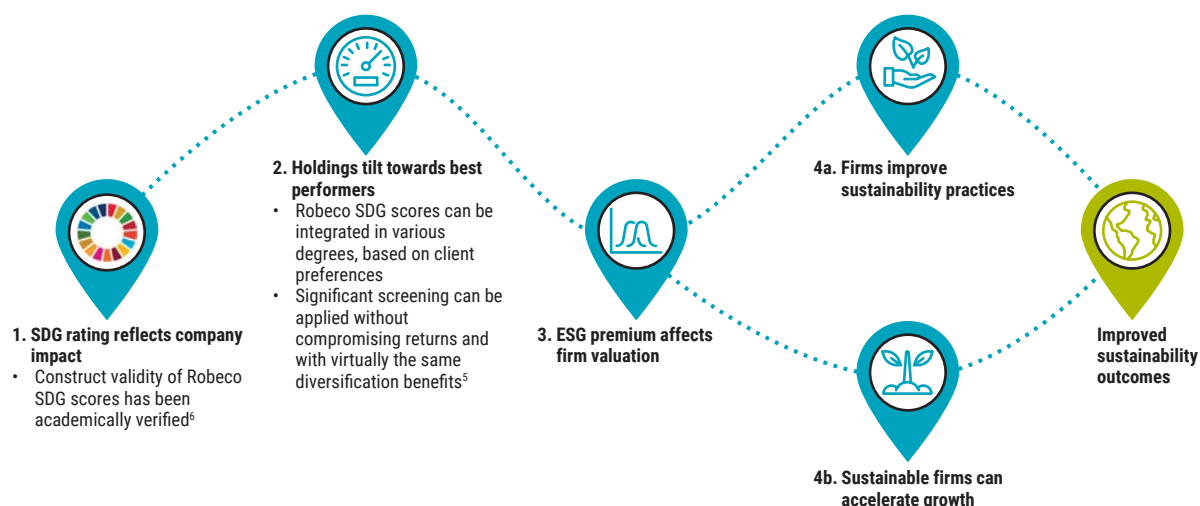 1. SDG rating reflects company
impact
• Construct validity of Robeco
SDG scores has been
academically verified⁶
2. Holdings tilt towards best
performers
• Robeco SDG scores can be
integrated in various
degrees, based on client
preferences
• Significant screening can be
applied without
compromising returns and
with virtually the same
diversification benefits⁵
3. ESG premium affects
firm valuation
4a. Firms improve
sustainability practices
4b. Sustainable firms can
accelerate growth
Improved
sustainability
outcomes